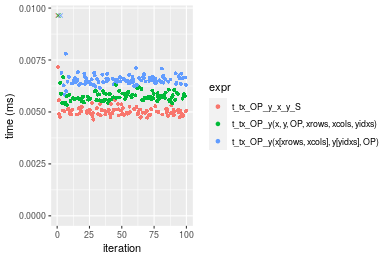 0.0100
0.0075
0.0050
0.0025
0.0000
time (ms)
0
25
50
75
100
iteration
expr
t_tx_OP_y_x_y_S
t_tx_OP_y(x, y, OP, xrows, xcols, yidxs)
t_tx_OP_y(x[xrows, xcols], y[yidxs], OP)